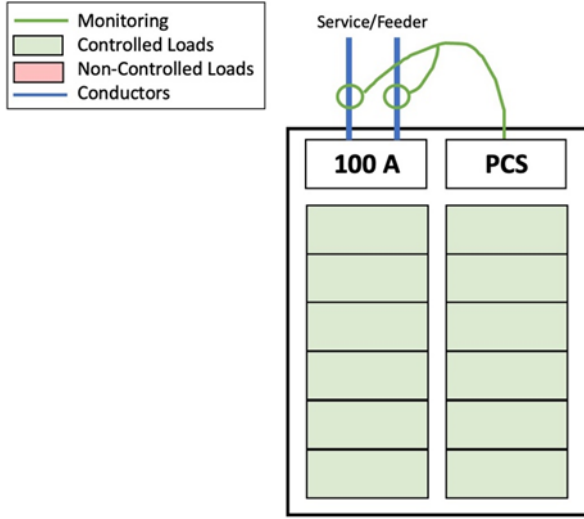 Monitoring
Controlled Loads
Non-Controlled Loads
Conductors
Service/Feeder
100 A
PCS